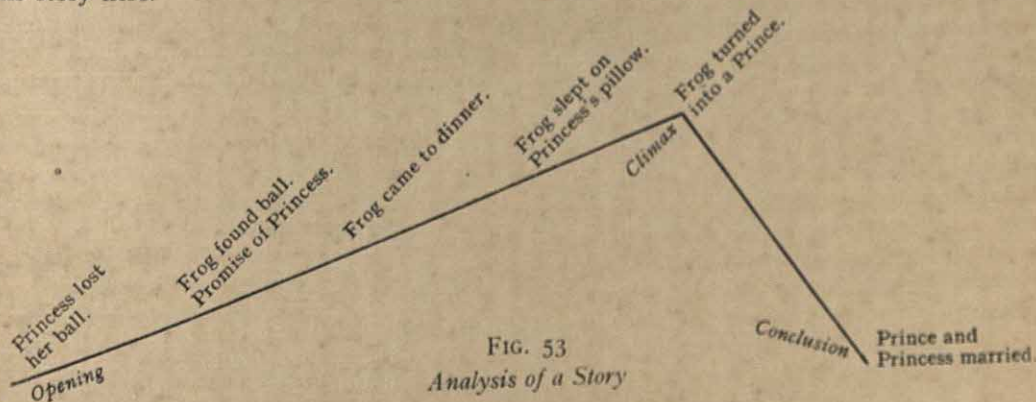 Princess lost
her ball.
Opening
Frog found ball.
Promise of Princess.
Frog came to dinner.
Frog slept on
Princess's pillow.
Climax
Frog turned
into a Prince.
Conclusion
Prince and
Princess married.
FIG. 53
Analysis of a Story